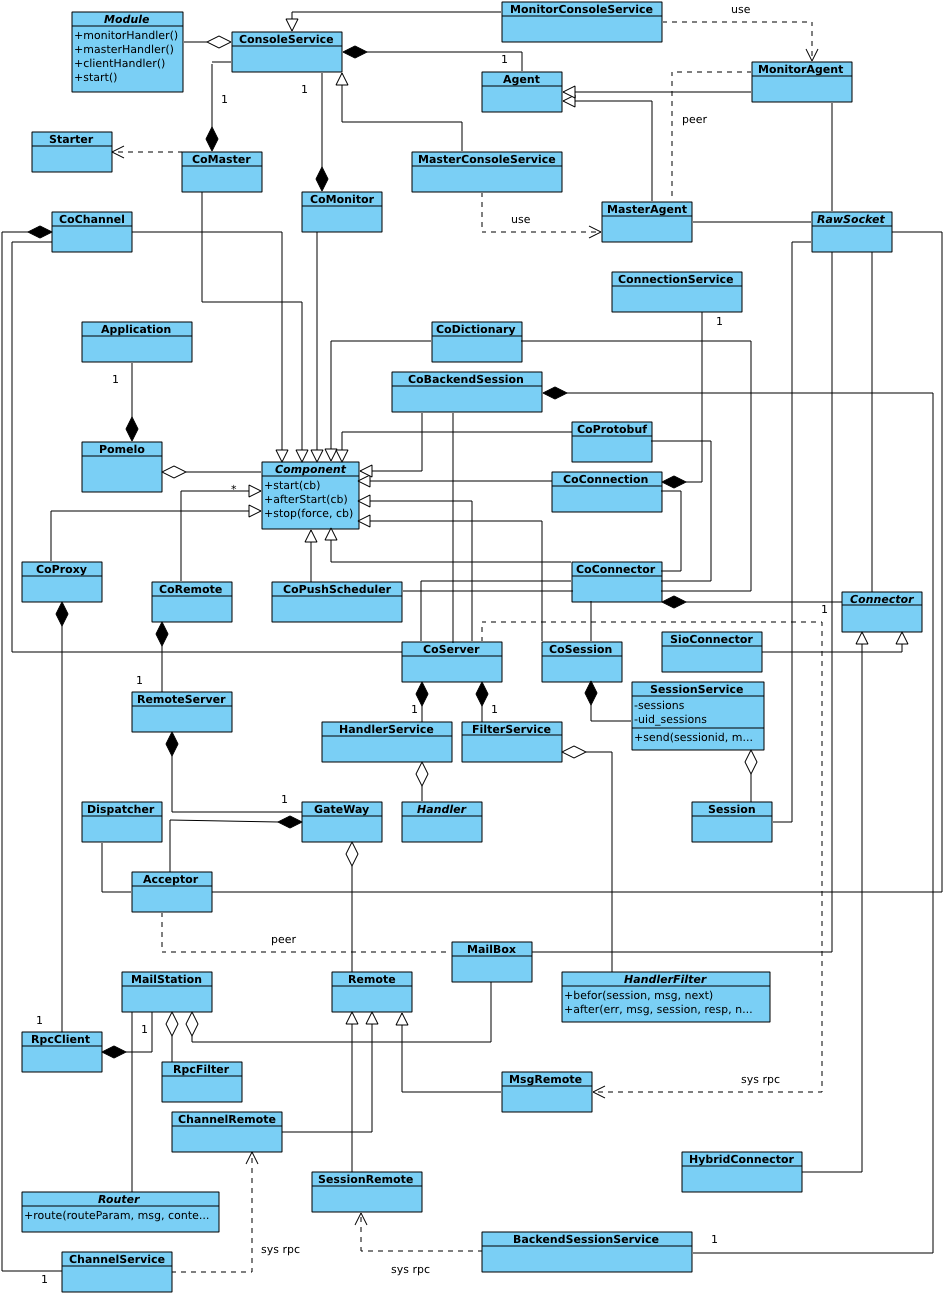 MonitorConsoleService
use
Module
+monitorHandler()
+masterHandler()
+clientHandler()
+start()
ConsoleService
1
Agent
MonitorAgent
1
1
peer
Starter
CoMaster
MasterConsoleService
CoMonitor
MasterAgent
use
CoChannel
RawSocket
ConnectionService
1
Application
CoDictionary
1
CoBackendSession
CoProtobuf
Pomelo
Component
+start(cb)
+afterStart(cb)
+stop(force, cb)
*
CoConnection
CoProxy
CoRemote
CoPushScheduler
CoConnector
1
Connector
CoServer
CoSession
SioConnector
1
RemoteServer
SessionService
-sessions
-uid_sessions
+send(sessionid, m...
1
1
HandlerService
FilterService
1
Dispatcher
GateWay
Handler
Session
Acceptor
peer
MailBox
MailStation
Remote
HandlerFilter
+befor(session, msg, next)
+after(err, msg, session, resp, n...
1
1
RpcClient
RpcFilter
MsgRemote
sys rpc
ChannelRemote
HybridConnector
SessionRemote
Router
+route(routeParam, msg, conte...
sys rpc
BackendSessionService
1
ChannelService
1
sys rpc